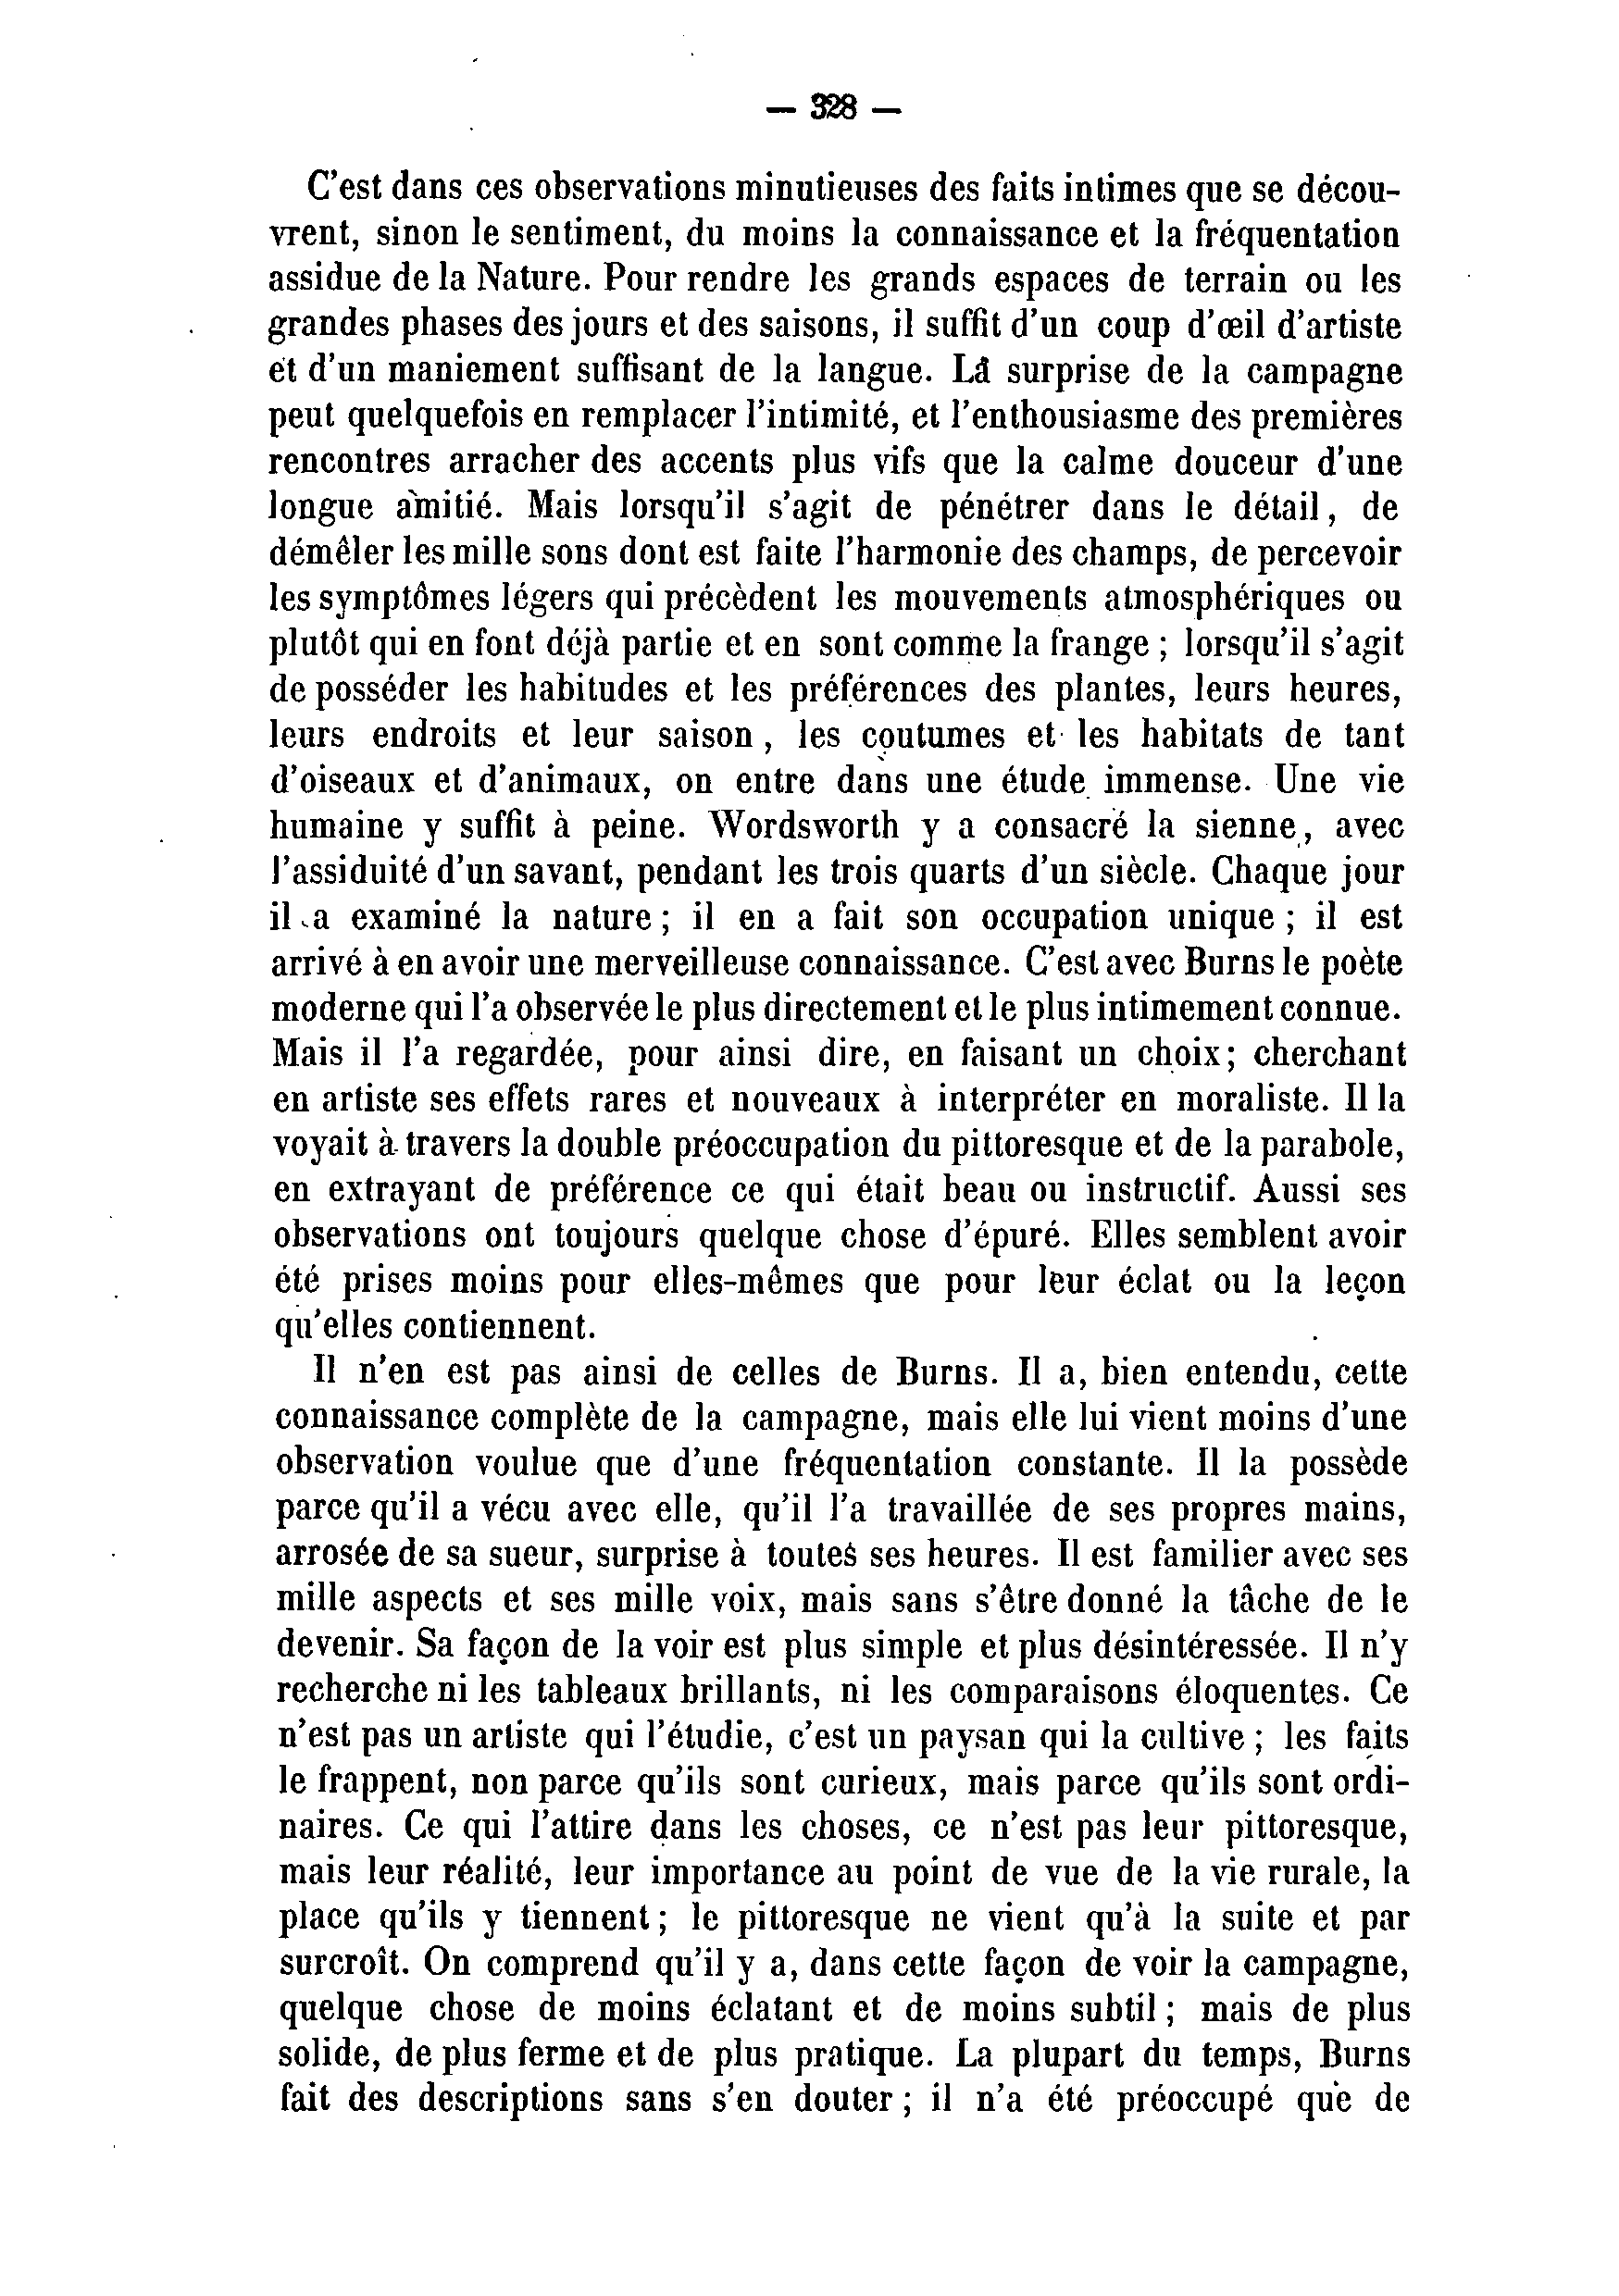 — 328 —
C'est dans ces observations minutieuses des faits intimes que se décou-
vrent, sinon le sentiment, du moins la connaissance et la fréquentation
assidue de la Nature. Pour rendre les grands espaces de terrain ou les
grandes phases des jours et des saisons, il suffit d'un coup d'œil d'artiste
et d'un maniement suffisant de la langue. La surprise de la campagne
peut quelquefois en remplacer l'intimité, et l'enthousiasme des premières
rencontres arracher des accents plus vifs que la calme douceur d'une
longue amitié. Mais lorsqu'il s'agit de pénétrer dans le détail, de
démêler les mille sons dont est faite l'harmonie des champs, de percevoir
les symptômes légers qui précèdent les mouvements atmosphériques ou
plutôt qui en font déjà partie et en sont comme la frange ; lorsqu'il s'agit
de posséder les habitudes et les préférences des plantes, leurs heures,
leurs endroits et leur saison, les coutumes et les habitats de tant
d'oiseaux et d'animaux, on entre dans une étude immense. Une vie
humaine y suffit à peine. Wordsworth y a consacré la sienne, avec
l'assiduité d'un savant, pendant les trois quarts d'un siècle. Chaque jour
il a examiné la nature ; il en a fait son occupation unique ; il est
arrivé à en avoir une merveilleuse connaissance. C'est avec Burns le poète
moderne qui l'a observée le plus directement et le plus intimement connue.
Mais il l'a regardée, pour ainsi dire, en faisant un choix ; cherchant
en artiste ses effets rares et nouveaux à interpréter en moraliste. Il la
voyait à travers la double préoccupation du pittoresque et de la parabole,
en extrayant de préférence ce qui était beau ou instructif. Aussi ses
observations ont toujours quelque chose d'épuré. Elles semblent avoir
été prises moins pour elles-mêmes que pour leur éclat ou la leçon
qu'elles contiennent.
Il n'en est pas ainsi de celles de Burns. Il a, bien entendu, cette
connaissance complète de la campagne, mais elle lui vient moins d'une
observation voulue que d'une fréquentation constante. Il la possède
parce qu'il a vécu avec elle, qu'il l'a travaillée de ses propres mains,
arrosée de sa sueur, surprise à toutes ses heures. Il est familier avec ses
mille aspects et ses mille voix, mais sans s'être donné la tâche de le
devenir. Sa façon de la voir est plus simple et plus désintéressée. Il n'y
recherche ni les tableaux brillants, ni les comparaisons éloquentes. Ce
n'est pas un artiste qui l'étudie, c'est un paysan qui la cultive ; les faits
le frappent, non parce qu'ils sont curieux, mais parce qu'ils sont ordi-
naires. Ce qui l'attire dans les choses, ce n'est pas leur pittoresque,
mais leur réalité, leur importance au point de vue de la vie rurale, la
place qu'ils y tiennent ; le pittoresque ne vient qu'à la suite et par
surcroît. On comprend qu'il y a, dans cette façon de voir la campagne,
quelque chose de moins éclatant et de moins subtil ; mais de plus
solide, de plus ferme et de plus pratique. La plupart du temps, Burns
fait des descriptions sans s'en douter ; il n'a été préoccupé que de